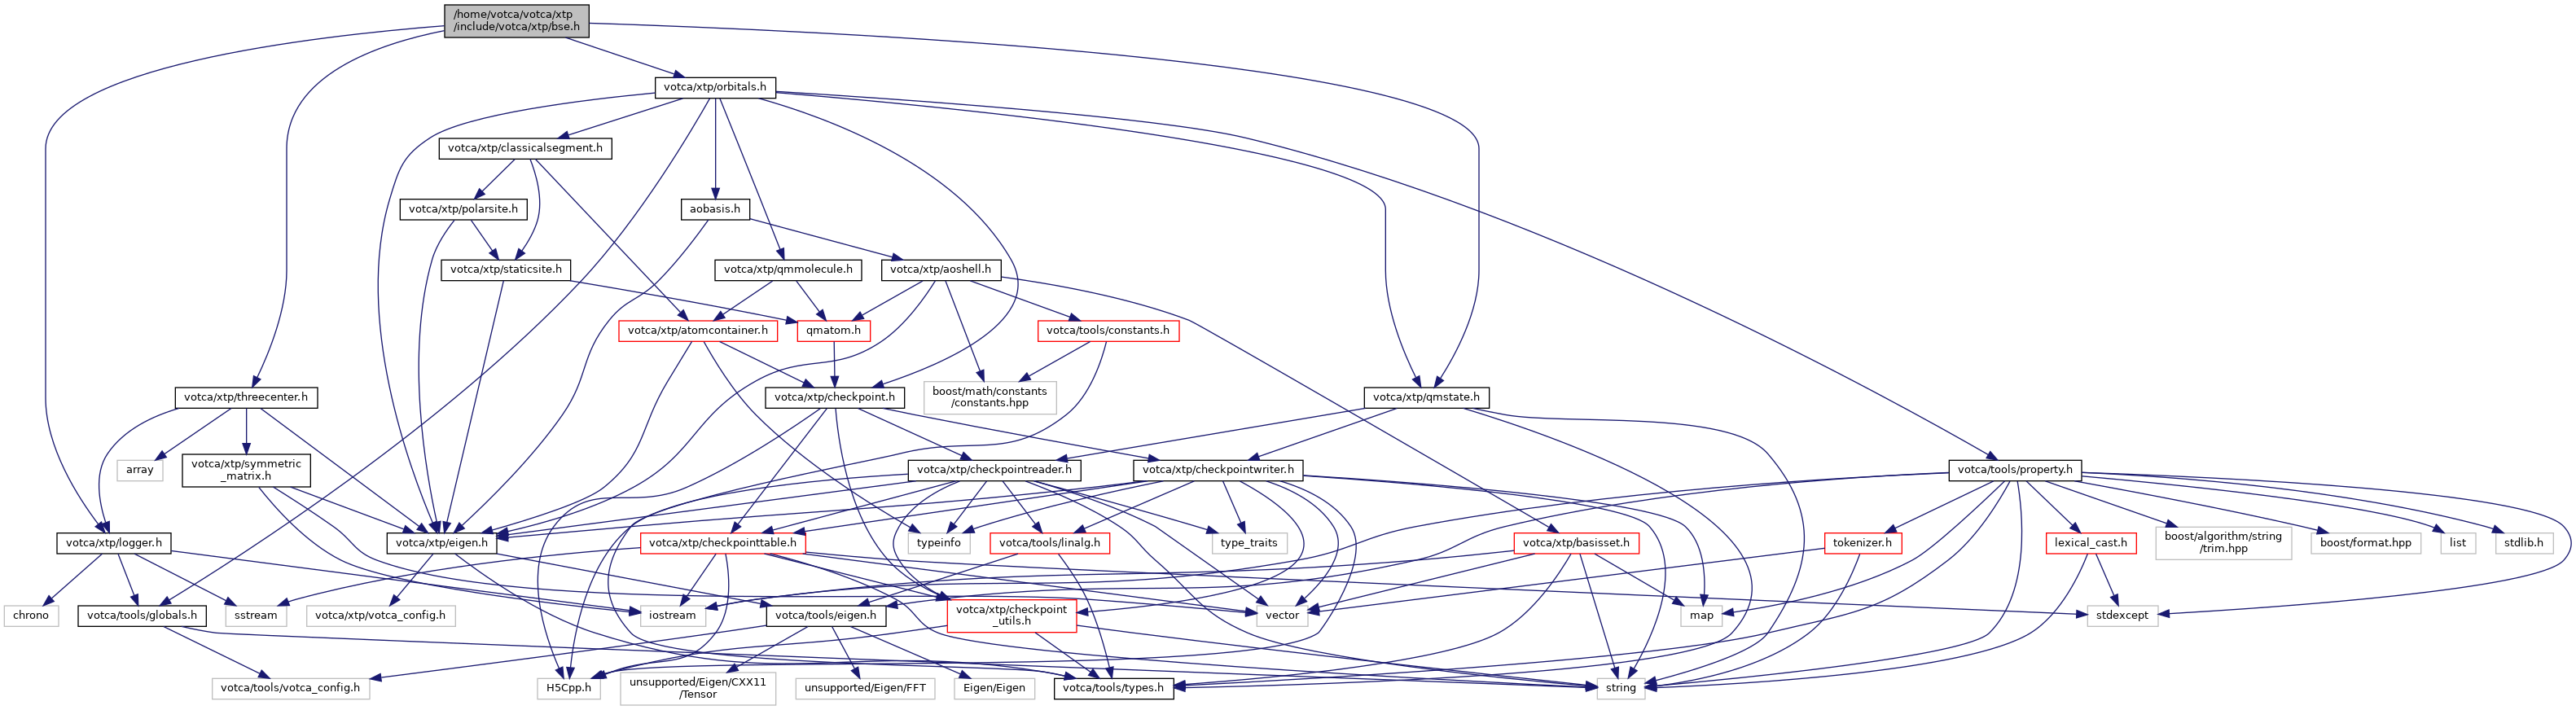 /home/votca/votca/xtp
/include/votca/xtp/bse.h
votca/xtp/orbitals.h
votca/xtp/classicalsegment.h
votca/xtp/polarsite.h
aobasis.h
votca/xtp/staticsite.h
votca/xtp/qmmolecule.h
votca/xtp/aoshell.h
votca/xtp/atomcontainer.h
qmatom.h
votca/tools/constants.h
votca/xtp/threecenter.h
votca/xtp/checkpoint.h
boost/math/constants
/constants.hpp
votca/xtp/qmstate.h
array
votca/xtp/symmetric
_matrix.h
votca/xtp/checkpointreader.h
votca/xtp/checkpointwriter.h
votca/tools/property.h
votca/xtp/logger.h
votca/xtp/eigen.h
votca/xtp/checkpointtable.h
typeinfo
votca/tools/linalg.h
type_traits
votca/xtp/basisset.h
tokenizer.h
lexical_cast.h
boost/algorithm/string
/trim.hpp
boost/format.hpp
list
stdlib.h
chrono
votca/tools/globals.h
sstream
votca/xtp/votca_config.h
iostream
votca/tools/eigen.h
votca/xtp/checkpoint
_utils.h
vector
map
stdexcept
votca/tools/votca_config.h
H5Cpp.h
unsupported/Eigen/CXX11
/Tensor
unsupported/Eigen/FFT
Eigen/Eigen
votca/tools/types.h
string